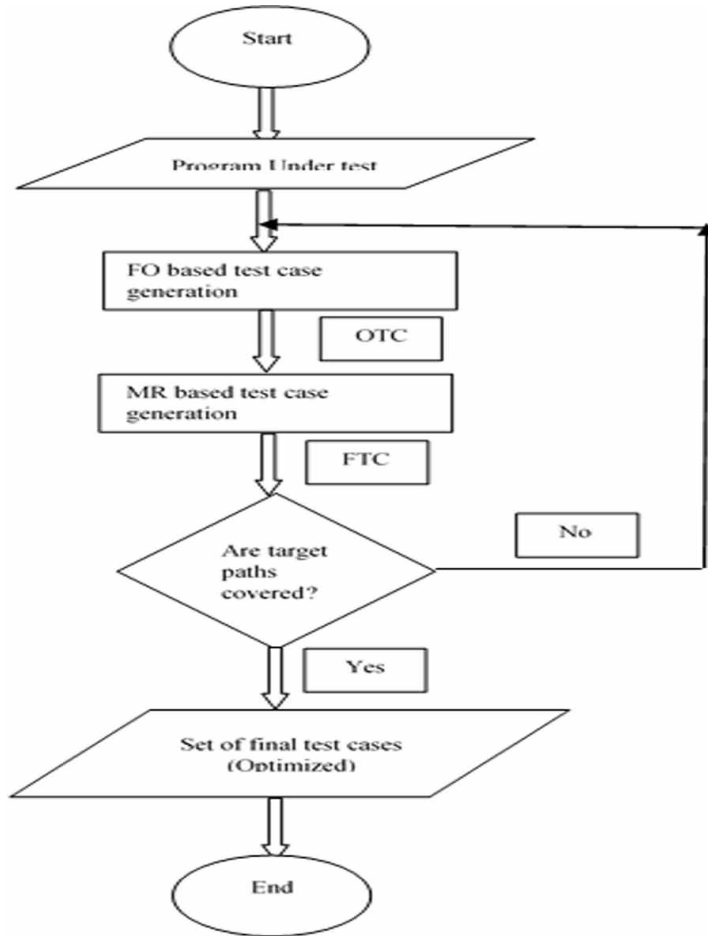 Start
Program Under test
FO based test case
generation
OTC
MR based test case
generation
FTC
Are target
paths
covered?
No
Yes
Set of final test cases
(Optimized)
End